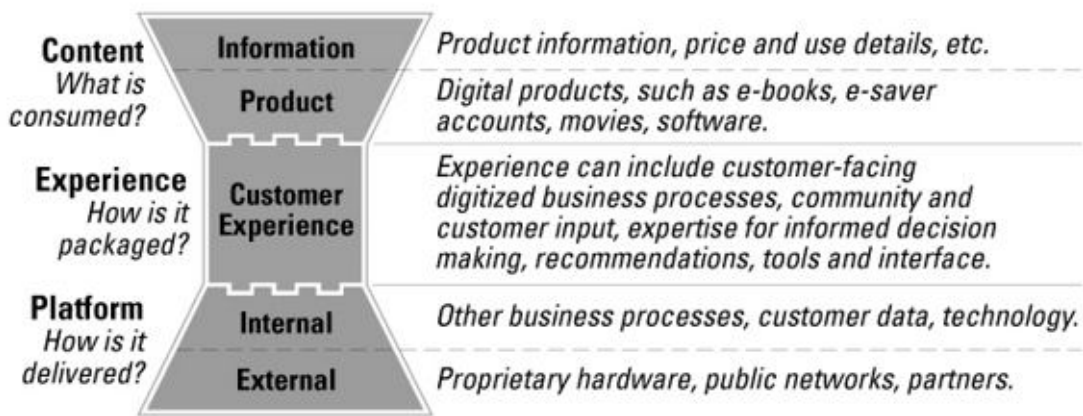 Content
What is
consumed?
Information
Product information, price and use details, etc.
Product
Digital products, such as e-books, e-saver
accounts, movies, software.
Experience
How is it
packaged?
Customer
Experience
Experience can include customer-facing
digitized business processes, community and
customer input, expertise for informed decision
making, recommendations, tools and interface.
Platform
How is it
delivered?
Internal
Other business processes, customer data, technology.
External
Proprietary hardware, public networks, partners.